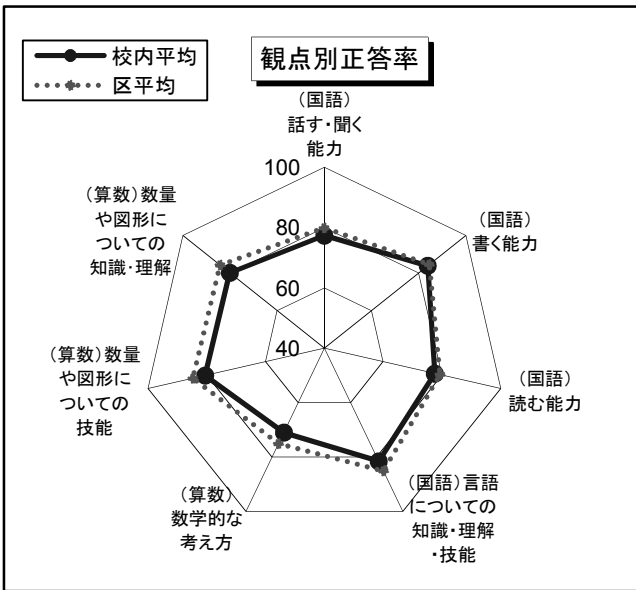 校内平均
区平均
観点別正答率
(国語)
話す・聞く
能力
(国語)
書く能力
(国語)
読む能力
(国語)言語
についての
知識・理解
・技能
(算数)
数学的な
考え方
(算数)数量
や図形に
ついての
技能
(算数)数量
や図形に
ついての
知識・理解
100
80
60
40